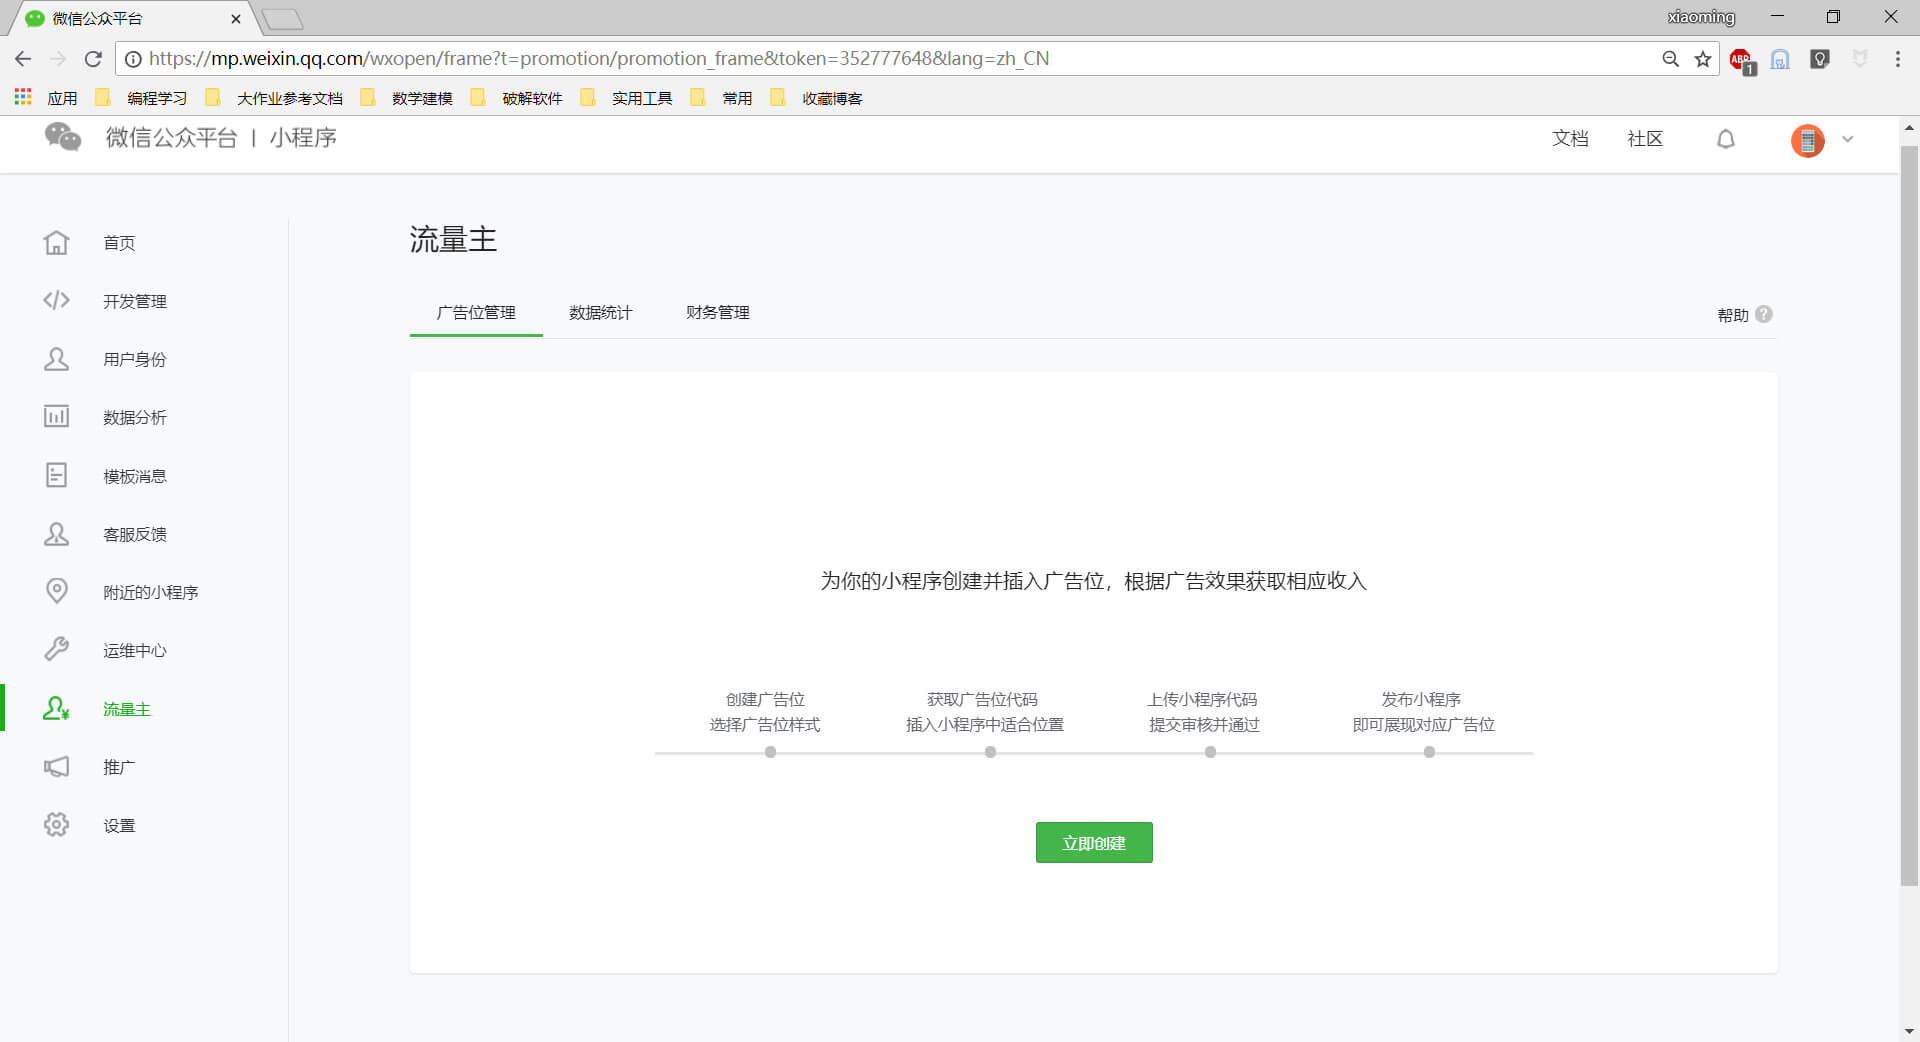 微信公众平台
xiaoming
https://mp.weixin.qq.com/wxopen/frame?t=promotion/promotion_frame&token=352777648&lang=zh_CN
ABP
1
应用 编程学习 大作业参考文档 数学建模 破解软件 实用工具 常用 收藏博客
微信公众平台 | 小程序
文档 社区
首页
开发管理
用户身份
数据分析
模板消息
客服反馈
附近的小程序
运维中心
流量主
推广
设置
流量主
广告位管理 数据统计 财务管理
帮助 ?
为你的小程序创建并插入广告位，根据广告效果获取相应收入
创建广告位
选择广告位样式
获取广告位代码
插入小程序中适合位置
上传小程序代码
提交审核并通过
发布小程序
即可展现对应广告位
立即创建